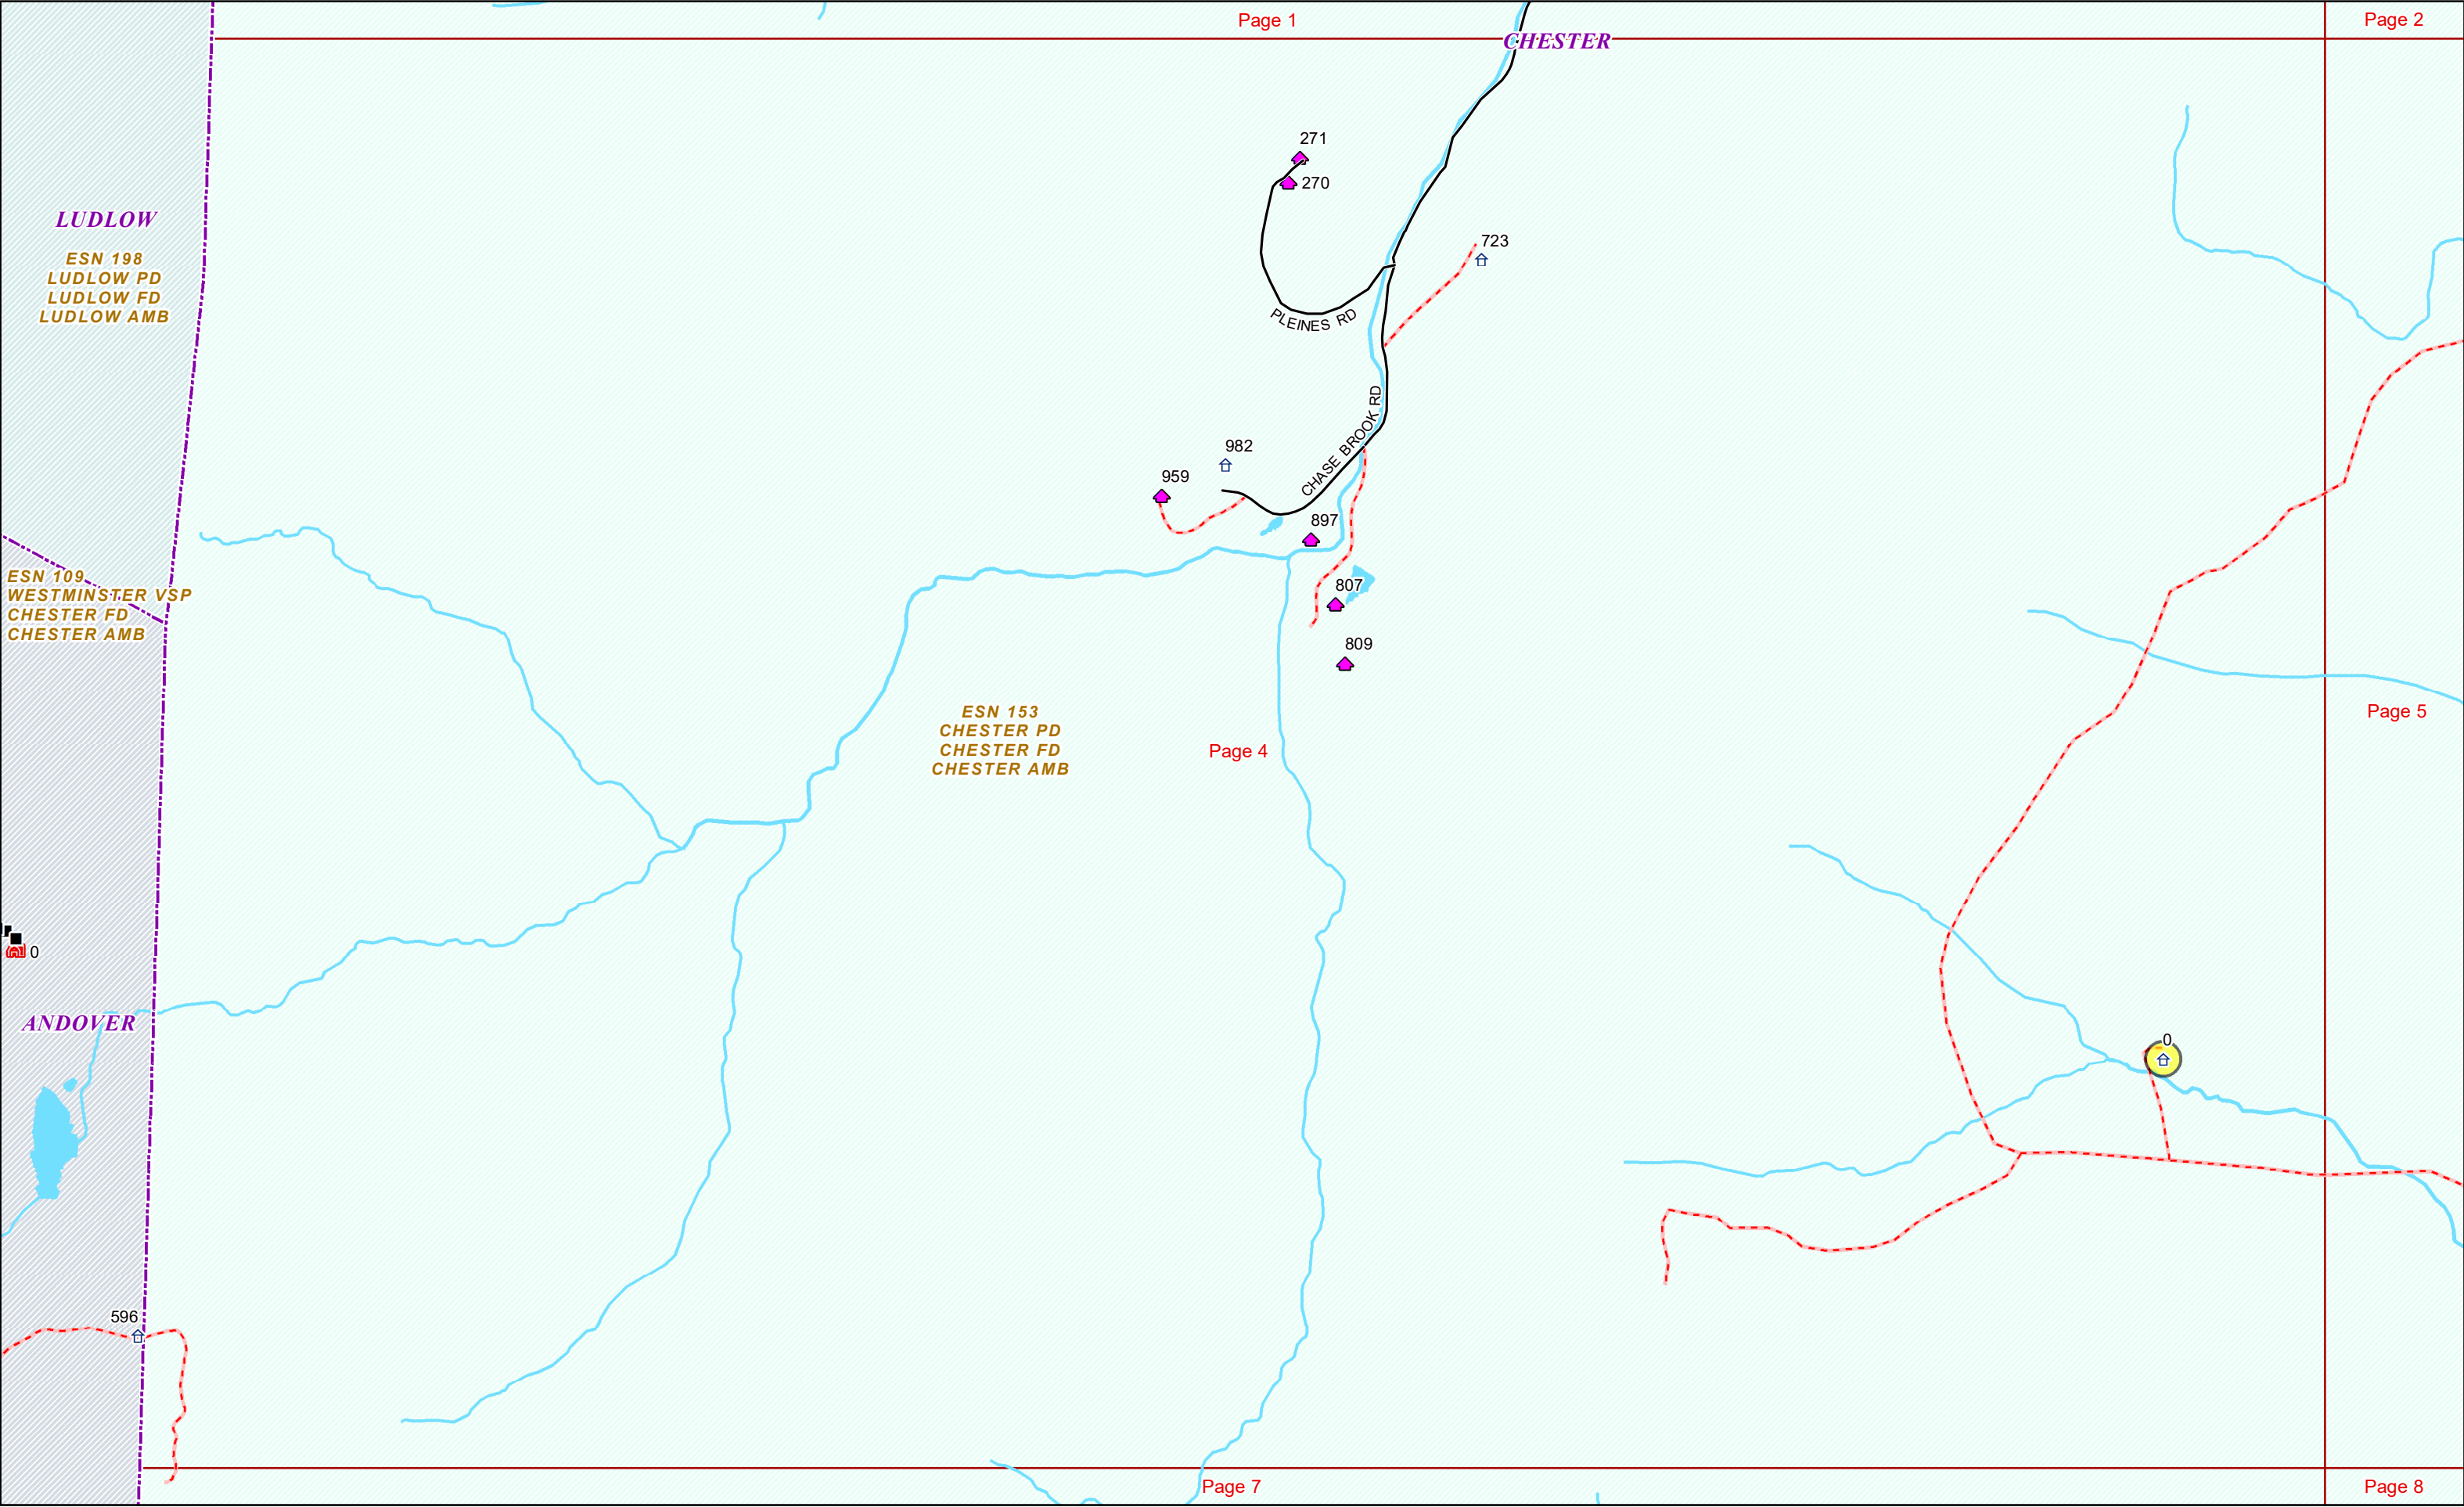 Page 1
Page 2
CHESTER
271
270
LUDLOW
723
ESN 198
LUDLOW PD
LUDLOW FD
LUDLOW AMB
PLEINES RD
CHASE BROOK RD
982
959
897
ESN 109
WESTMINSTER VSP
CHESTER FD
CHESTER AMB
807
809
ESN 153
CHESTER PD
CHESTER FD
CHESTER AMB
Page 4
Page 5
0
ANDOVER
0
596
Page 7
Page 8